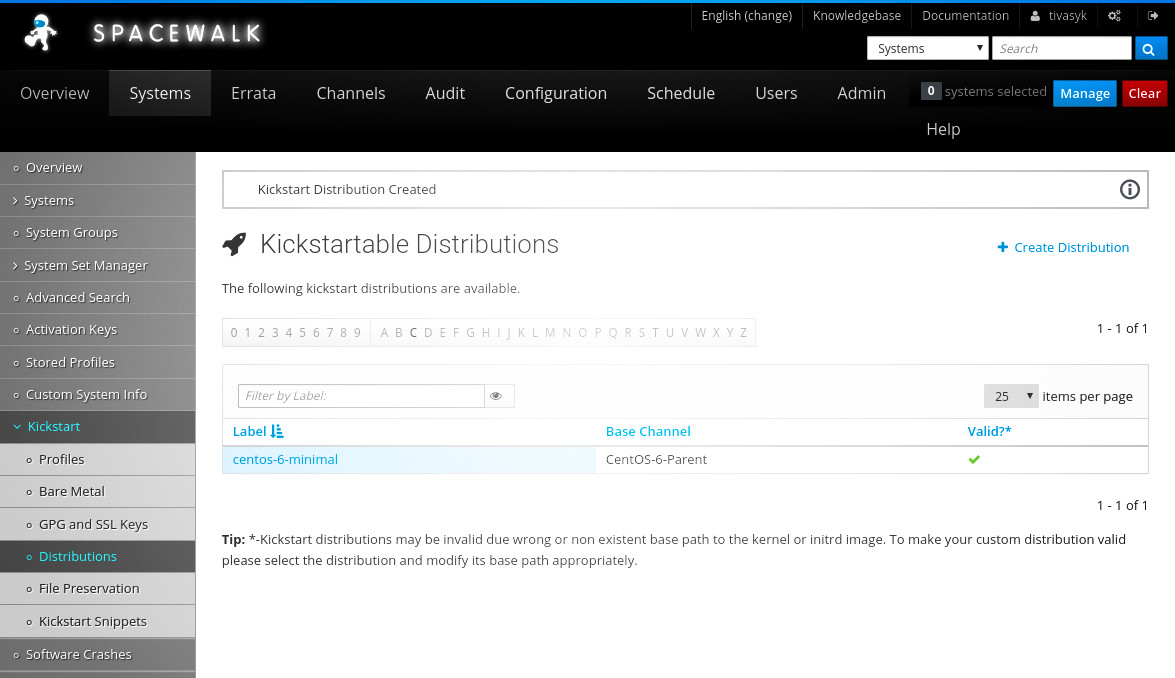 SPACEWALK
English (change) Knowledgebase Documentation tivasyk
Systems Search
Overview Systems Errata Channels Audit Configuration Schedule Users Admin 0 systems selected Manage Clear
Help
Overview
Systems
System Groups
System Set Manager
Advanced Search
Activation Keys
Stored Profiles
Custom System Info
Kickstart
Profiles
Bare Metal
GPG and SSL Keys
Distributions
File Preservation
Kickstart Snippets
Software Crashes
Kickstart Distribution Created
Kickstartable Distributions
+ Create Distribution
The following kickstart distributions are available.
0 1 2 3 4 5 6 7 8 9 A B C D E F G H I J K L M N O P Q R S T U V W X Y Z
1 - 1 of 1
Filter by Label:
25 items per page
Label Base Channel Valid?*
centos-6-minimal CentOS-6-Parent
1 - 1 of 1
Tip: *-Kickstart distributions may be invalid due wrong or non existent base path to the kernel or initrd image. To make your custom distribution valid
please select the distribution and modify its base path appropriately.